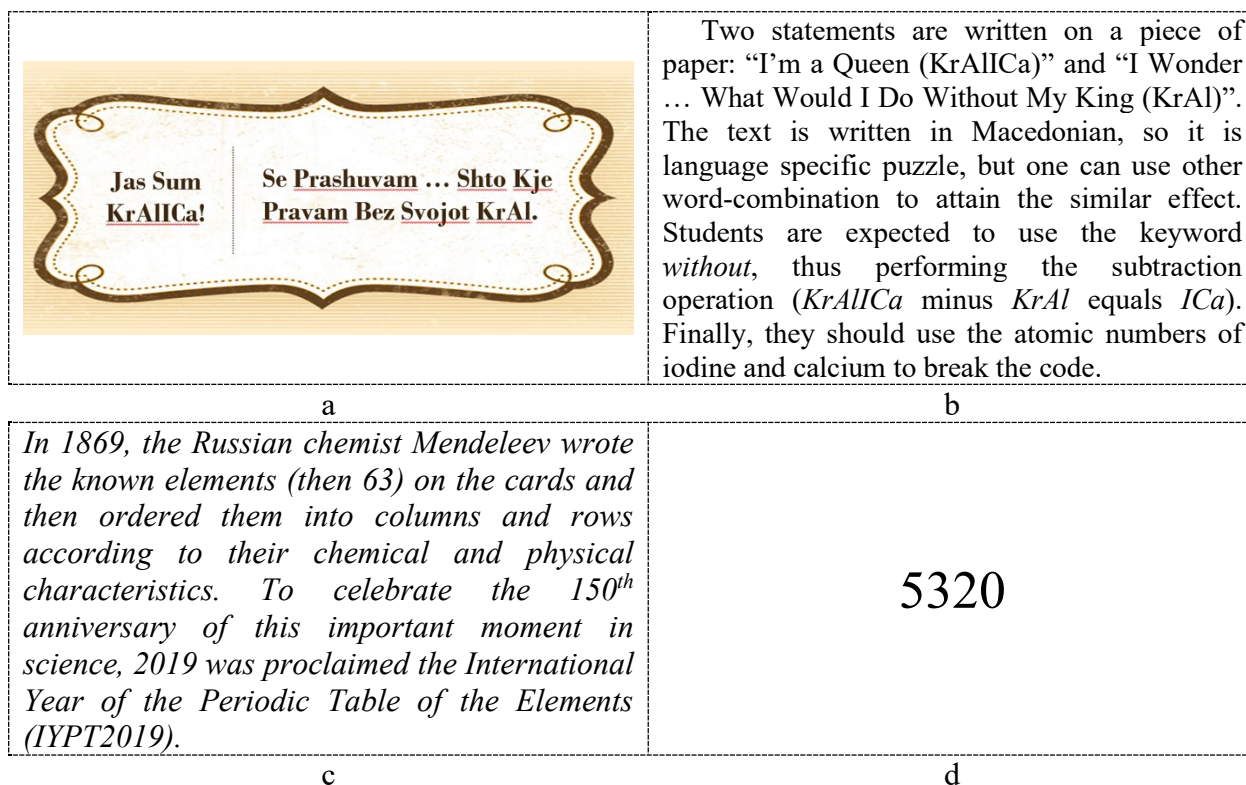 Jas Sum
KrAlICa!
Se Prashuvam … Shto Kje
Pravam Bez Svojot KrAl.
Two statements are written on a piece of
paper: “I’m a Queen (KrAlICa)” and “I Wonder
… What Would I Do Without My King (KrAl)”.
The text is written in Macedonian, so it is
language specific puzzle, but one can use other
word-combination to attain the similar effect.
Students are expected to use the keyword
without, thus performing the subtraction
operation (KrAlICa minus KrAl equals ICa).
Finally, they should use the atomic numbers of
iodine and calcium to break the code.
a
b
In 1869, the Russian chemist Mendeleev wrote
the known elements (then 63) on the cards and
then ordered them into columns and rows
according to their chemical and physical
characteristics. To celebrate the 150th
anniversary of this important moment in
science, 2019 was proclaimed the International
Year of the Periodic Table of the Elements
(IYPT2019).
5320
c
d